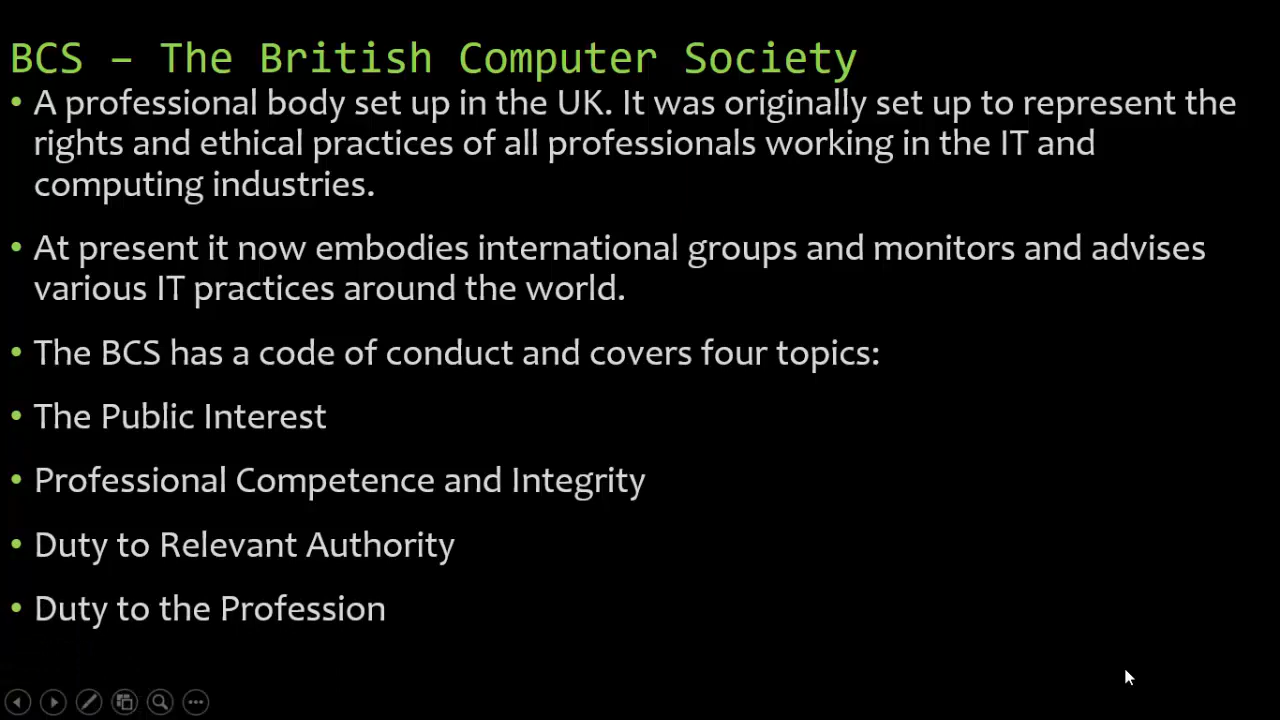 BCS – The British Computer Society
• A professional body set up in the UK. It was originally set up to represent the
rights and ethical practices of all professionals working in the IT and
computing industries.
• At present it now embodies international groups and monitors and advises
various IT practices around the world.
• The BCS has a code of conduct and covers four topics:
• The Public Interest
• Professional Competence and Integrity
• Duty to Relevant Authority
• Duty to the Profession